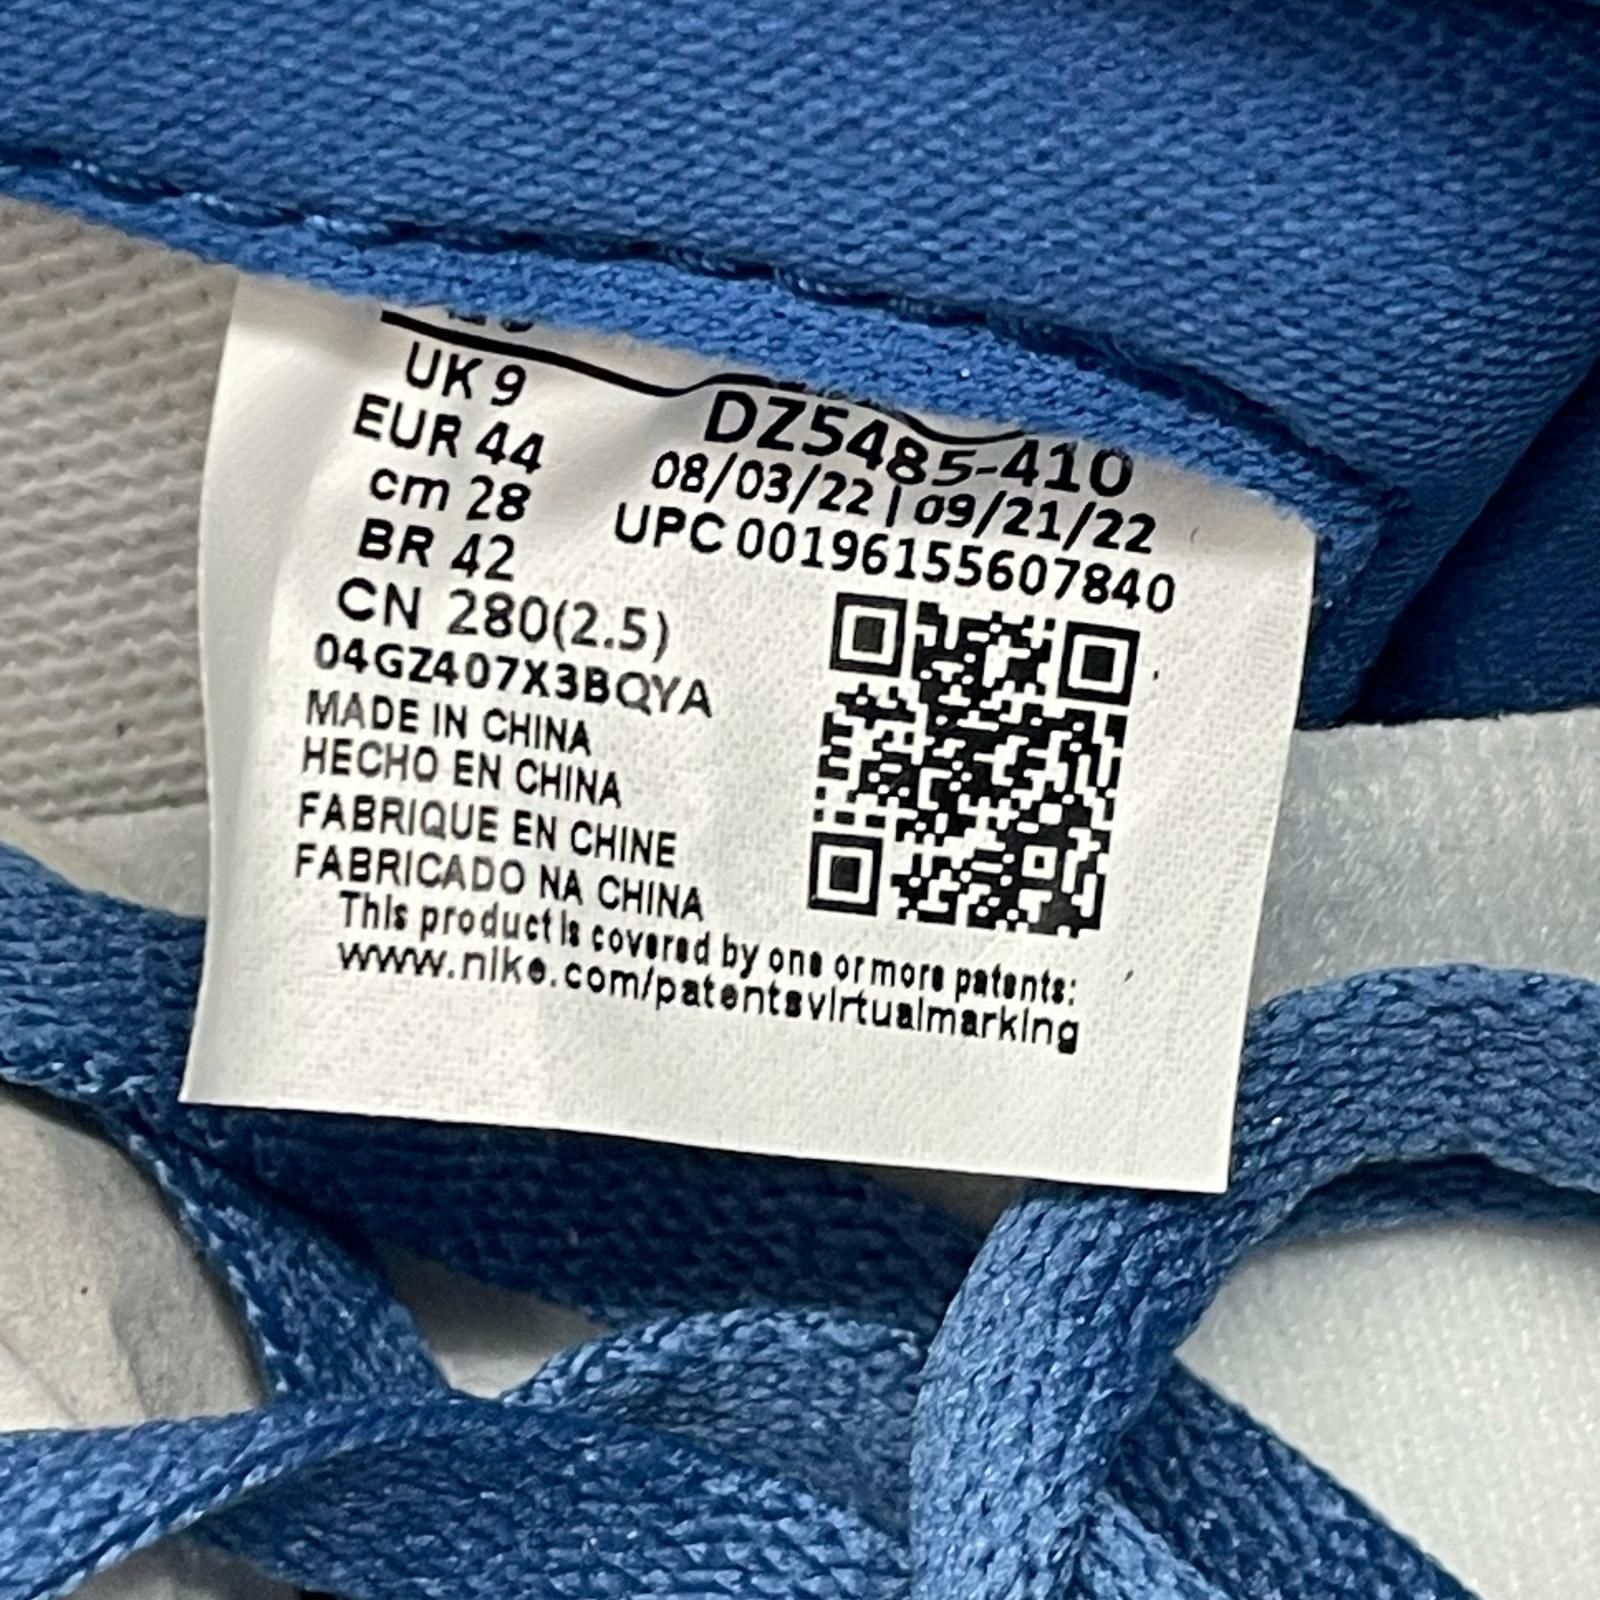 UK 9
EUR 44
cm 28
BR 42
CN 280(2.5)
04GZ407X3BQYA
MADE IN CHINA
HECHO EN CHINA
FABRIQUE EN CHINE
FABRICADO NA CHINA
DZ5485-410
08/03/22 | 09/21/22
UPC 00196155607840
This product is covered by one or more patents:
www.nike.com/patentsvirtualmarking